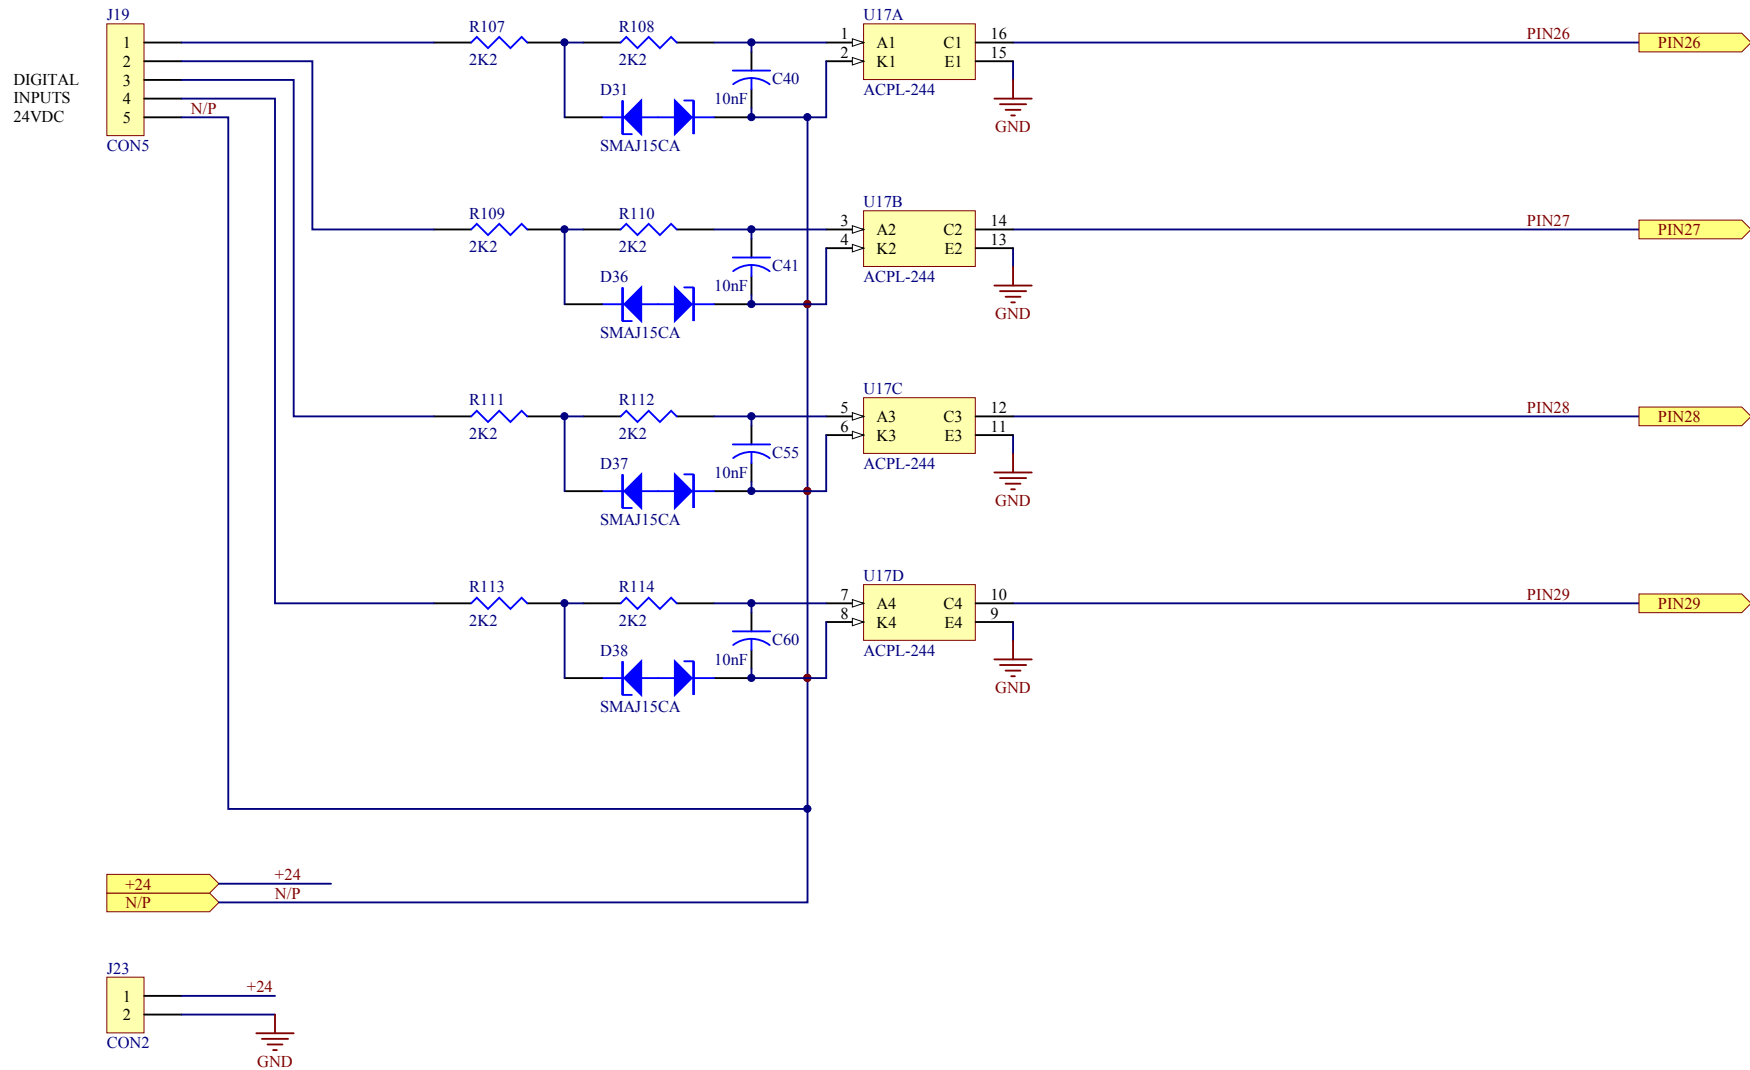 J19
1
2
3
4
5
CON5
DIGITAL
INPUTS
24VDC
N/P
R107
2K2
R108
2K2
D31
SMAJ15CA
C40
10nF
U17A
1
2
A1
K1
C1
E1
16
15
ACPL-244
GND
PIN26
PIN26
R109
2K2
R110
2K2
D36
SMAJ15CA
C41
10nF
U17B
3
4
A2
K2
C2
E2
14
13
ACPL-244
GND
PIN27
PIN27
R111
2K2
R112
2K2
D37
SMAJ15CA
C55
10nF
U17C
5
6
A3
K3
C3
E3
12
11
ACPL-244
GND
PIN28
PIN28
R113
2K2
R114
2K2
D38
SMAJ15CA
C60
10nF
U17D
7
8
A4
K4
C4
E4
10
9
ACPL-244
GND
PIN29
PIN29
+24
+24
N/P
N/P
J23
1
2
CON2
+24
GND